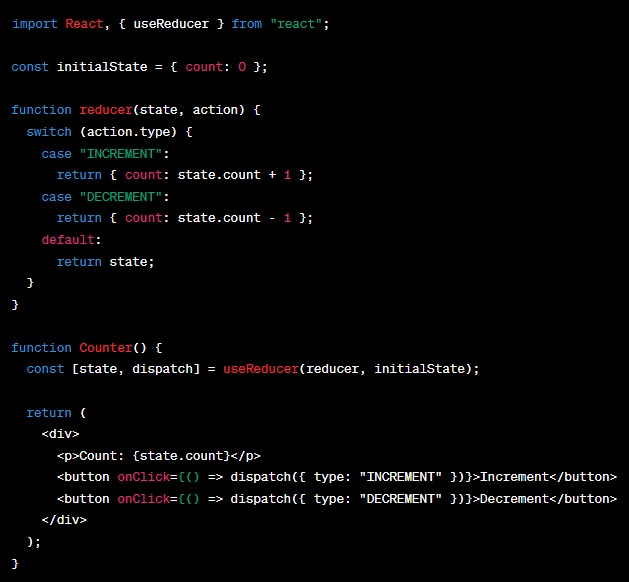 import React, { useReducer } from "react";
const initialState = { count: 0 };
function reducer(state, action) {
  switch (action.type) {
    case "INCREMENT":
      return { count: state.count + 1 };
    case "DECREMENT":
      return { count: state.count - 1 };
    default:
      return state;
  }
}
function Counter() {
  const [state, dispatch] = useReducer(reducer, initialState);
  return (
    <div>
      <p>Count: {state.count}</p>
      <button onClick={() => dispatch({ type: "INCREMENT" })}>Increment</button>
      <button onClick={() => dispatch({ type: "DECREMENT" })}>Decrement</button>
    </div>
  );
}